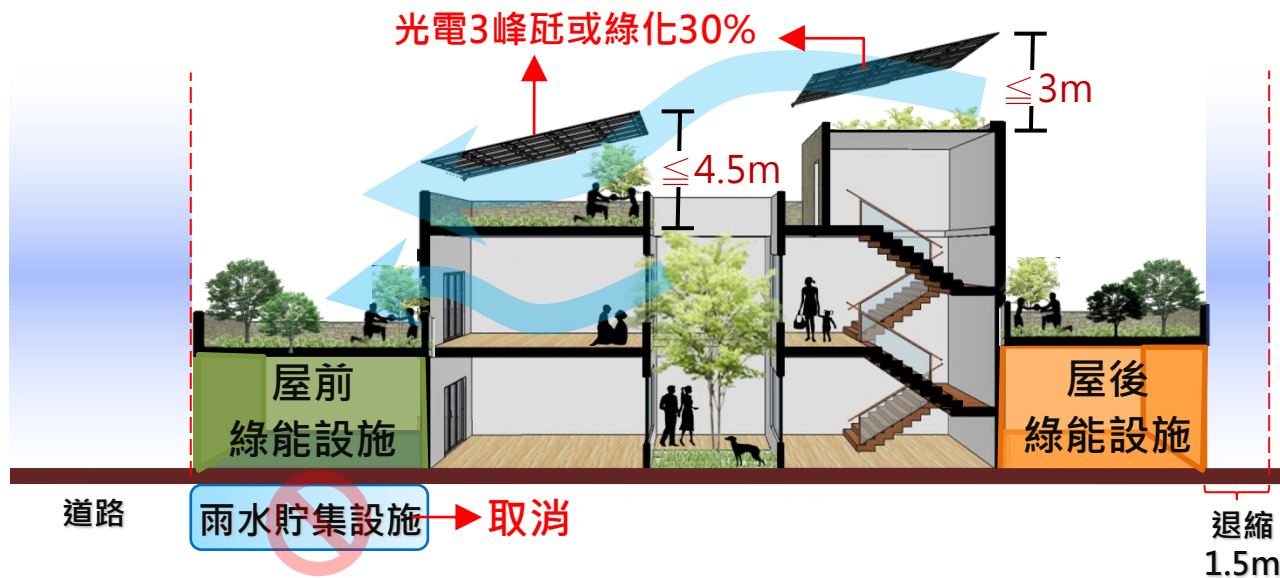 光電3峰瓩或綠化30%
≦3m
≦4.5m
屋前
綠能設施
屋後
綠能設施
道路
雨水貯集設施
取消
退縮
1.5m